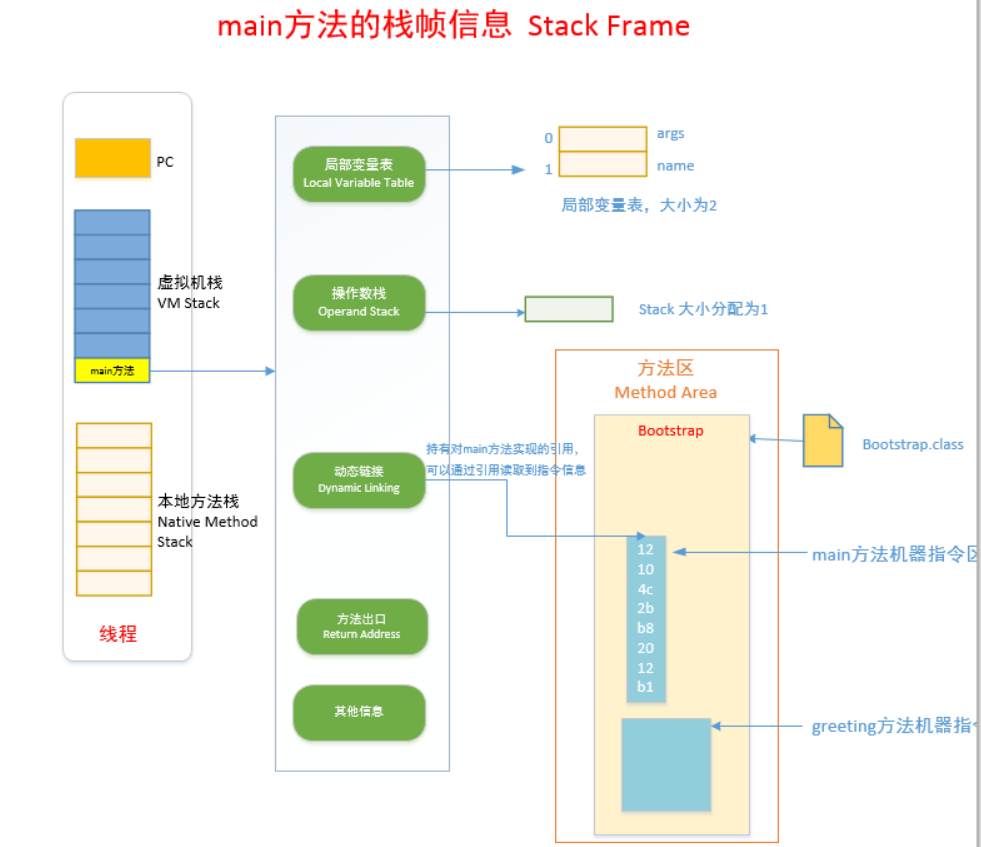 main方法的栈帧信息 Stack Frame
PC
虚拟机栈
VM Stack
main方法
本地方法栈
Native Method
Stack
线程
局部变量表
Local Variable Table
操作数栈
Operand Stack
动态链接
Dynamic Linking
方法出口
Return Address
其他信息
0
args
1
name
局部变量表，大小为2
Stack 大小分配为1
持有对main方法实现的引用，
可以通过引用读取到指令信息
方法区
Method Area
Bootstrap
Bootstrap.class
12
10
4c
2b
b8
20
12
b1
main方法机器指令区
greeting方法机器指